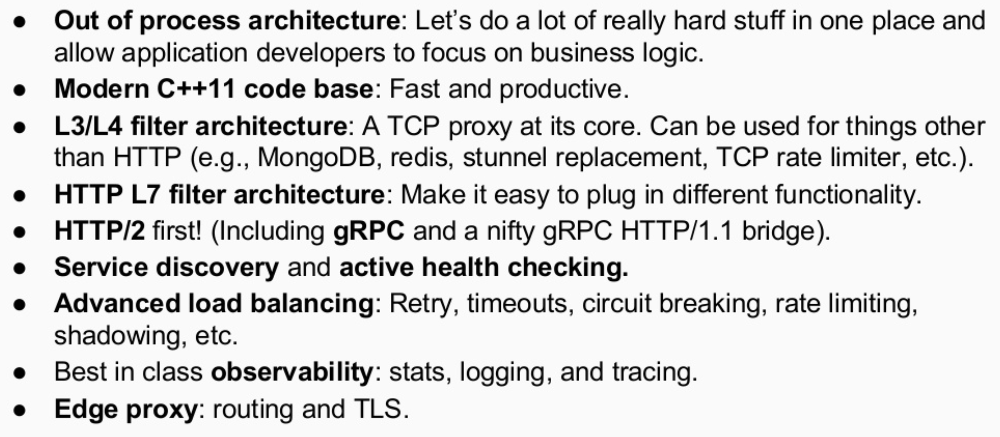 ● Out of process architecture: Let’s do a lot of really hard stuff in one place and
allow application developers to focus on business logic.
● Modern C++11 code base: Fast and productive.
● L3/L4 filter architecture: A TCP proxy at its core. Can be used for things other
than HTTP (e.g., MongoDB, redis, stunnel replacement, TCP rate limiter, etc.).
● HTTP L7 filter architecture: Make it easy to plug in different functionality.
● HTTP/2 first! (Including gRPC and a nifty gRPC HTTP/1.1 bridge).
● Service discovery and active health checking.
● Advanced load balancing: Retry, timeouts, circuit breaking, rate limiting,
shadowing, etc.
● Best in class observability: stats, logging, and tracing.
● Edge proxy: routing and TLS.